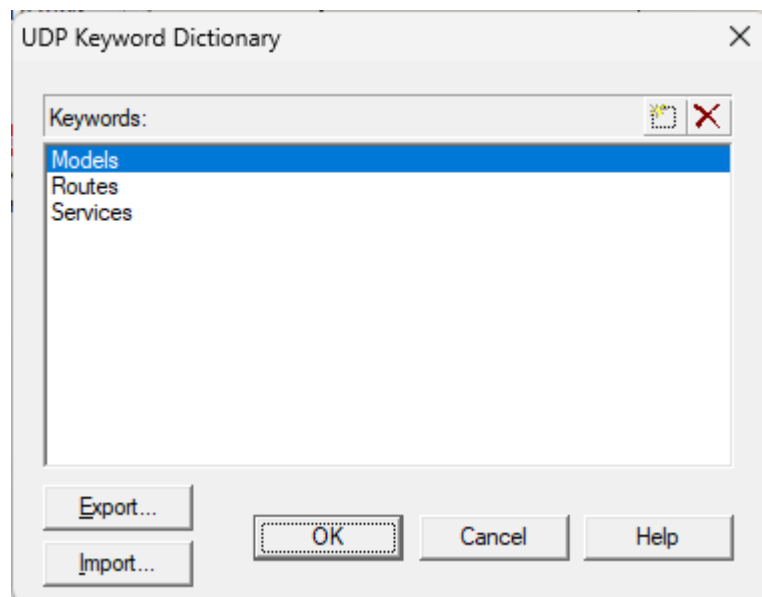 UDP Keyword Dictionary
Keywords:
Models
Routes
Services
Export...
OK Cancel Help
Import...